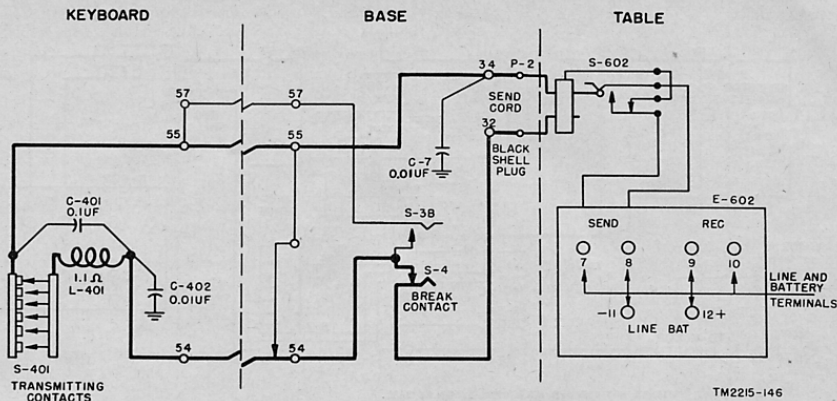 KEYBOARD
BASE
TABLE
57
57
55
55
34
P-2
S-602
SEND
CORD
32
BLACK
SHELL
PLUG
C-7
0.01UF
C-401
0.1UF
1.1 Ω
L-401
C-402
0.01UF
S-3B
S-4
BREAK
CONTACT
E-602
SEND
REC
7
8
9
10
LINE AND
BATTERY
TERMINALS
-11
12+
LINE BAT
54
54
S-401
TRANSMITTING
CONTACTS
TM2215-146